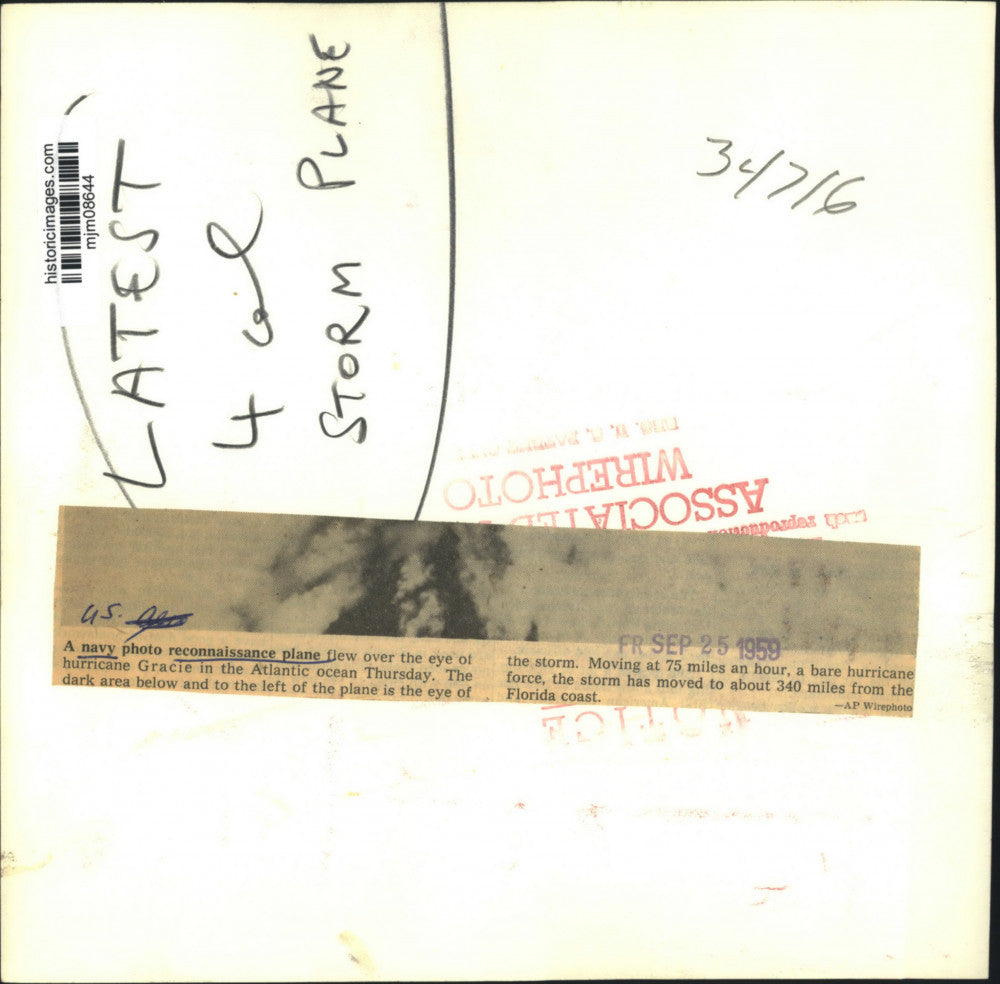 historicimages.com
mjm08644
LATEST
4 col
STORM PLANE
34716
WIREPHOTO
ASSOCIATED
U.S.
FR SEP 25 1959
A navy photo reconnaissance plane flew over the eye of
hurricane Gracie in the Atlantic ocean Thursday. The
dark area below and to the left of the plane is the eye of
the storm. Moving at 75 miles an hour, a bare hurricane
force, the storm has moved to about 340 miles from the
Florida coast.
—AP Wirephoto
NOTICE